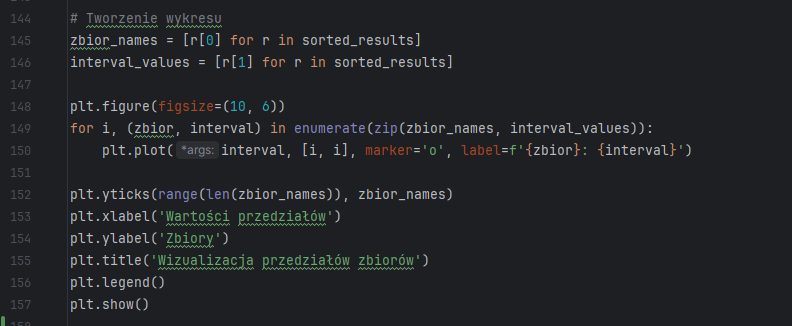 144 # Tworzenie wykresu
145 zbior_names = [r[0] for r in sorted_results]
146 interval_values = [r[1] for r in sorted_results]
147
148 plt.figure(figsize=(10, 6))
149 for i, (zbior, interval) in enumerate(zip(zbior_names, interval_values)):
150     plt.plot( *args: interval, [i, i], marker='o', label=f'{zbior}: {interval}')
151
152 plt.yticks(range(len(zbior_names)), zbior_names)
153 plt.xlabel('Wartości przedziałów')
154 plt.ylabel('Zbiory')
155 plt.title('Wizualizacja przedziałów zbiorów')
156 plt.legend()
157 plt.show()